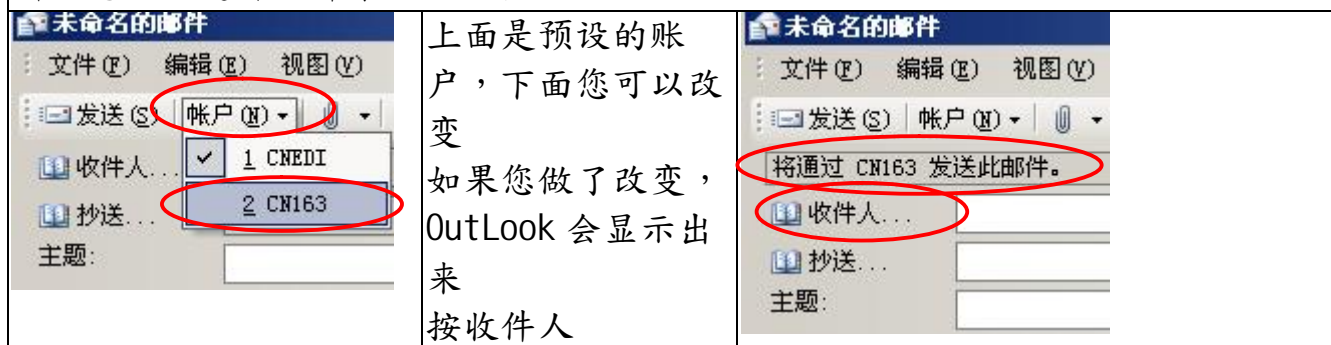 未命名的邮件
文件(F) 编辑(E) 视图(V)
发送(S) 帐户(N)
收件人...
✓ 1 CNEDI
抄送...
2 CN163
主题:
上面是预设的账
户，下面您可以改
变
如果您做了改变，
OutLook 会显示出
来
按收件人
未命名的邮件
文件(F) 编辑(E) 视图(V)
发送(S) 帐户(N)
将通过 CN163 发送此邮件。
收件人...
抄送...
主题: